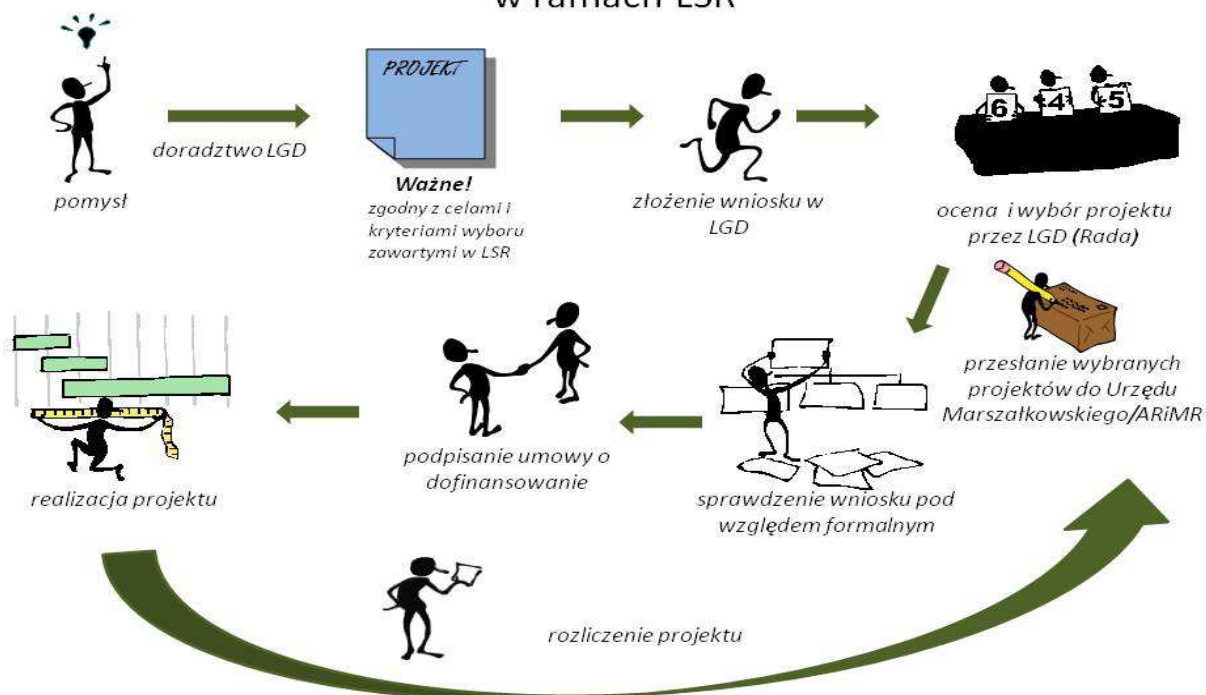 w ramach LSR
PROJEKT
6 4 5
doradztwo LGD
pomysł
Ważne!
zgodny z celami i
kryteriami wyboru
zawartymi w LSR
złożenie wniosku w
LGD
ocena i wybór projektu
przez LGD (Rada)
przesłanie wybranych
projektów do Urzędu
Marszałkowskiego/ARiMR
sprawdzenie wniosku pod
względem formalnym
podpisanie umowy o
dofinansowanie
realizacja projektu
rozliczenie projektu